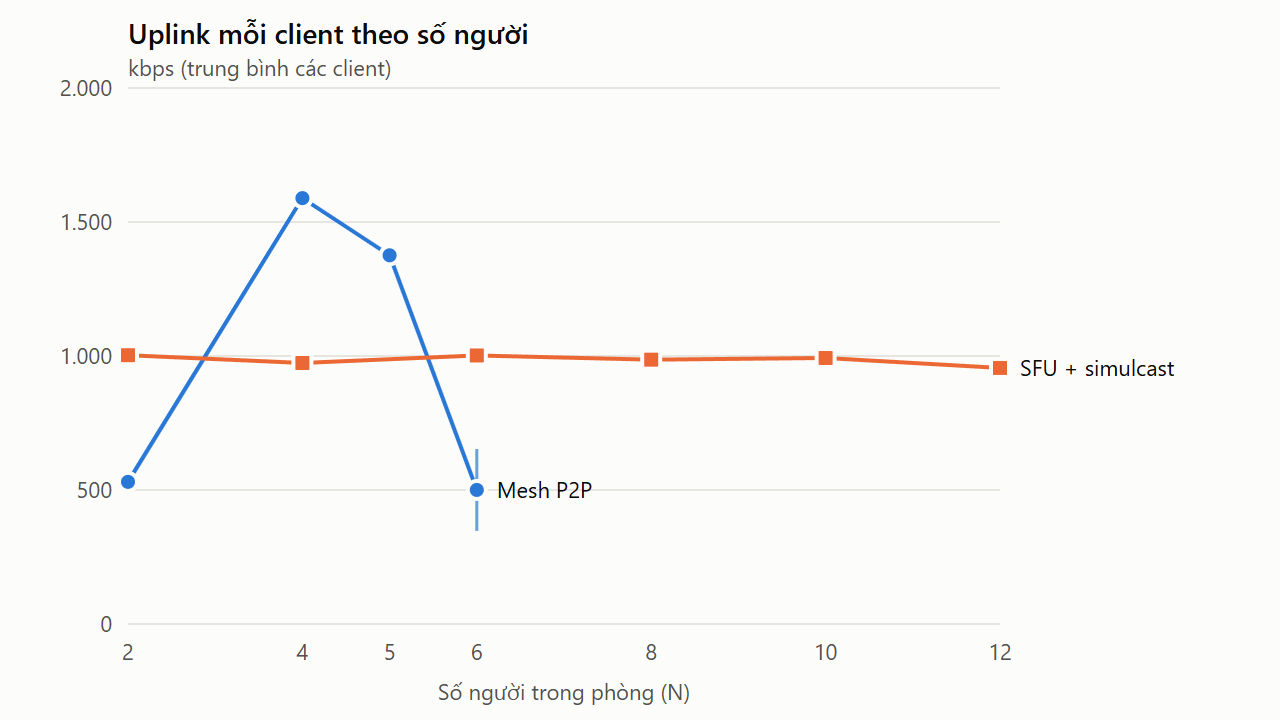 Uplink mỗi client theo số người
kbps (trung bình các client)
2.000
1.500
1.000
500
0
SFU + simulcast
Mesh P2P
2 4 5 6 8 10 12
Số người trong phòng (N)